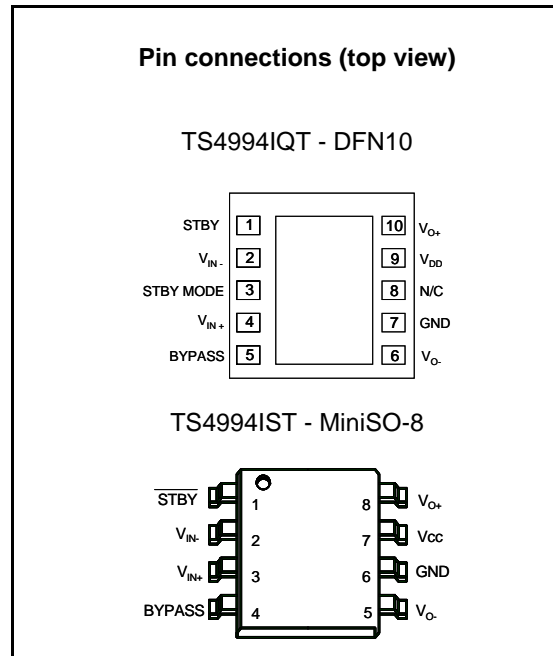 Pin connections (top view)
TS4994IQT - DFN10
STBY 1 10 VO+
VIN - 2 9 VDD
STBY MODE 3 8 N/C
VIN + 4 7 GND
BYPASS 5 6 VO-
TS4994IST - MiniSO-8
STBY 1 8 VO+
VIN- 2 7 Vcc
VIN+ 3 6 GND
BYPASS 4 5 VO-